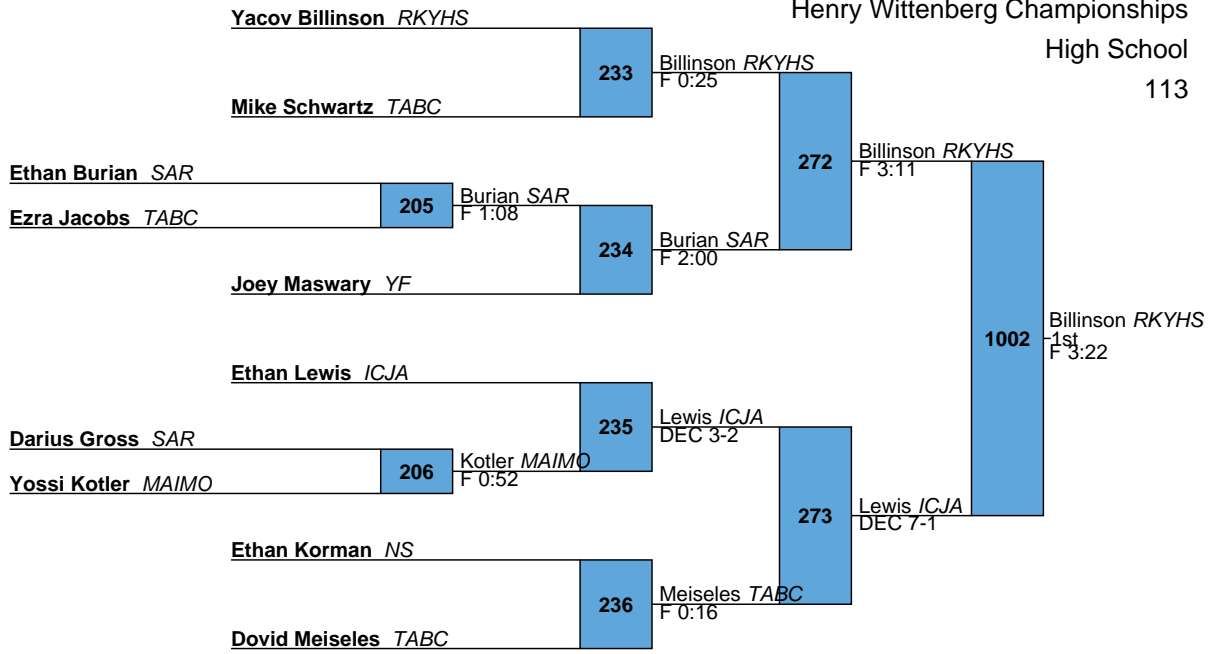 Henry Wittenberg Championships
High School
113
Yacov Billinson RKYHS
233
Billinson RKYHS
F 0:25
Mike Schwartz TABC
272
Billinson RKYHS
F 3:11
Ethan Burian SAR
205
Burian SAR
F 1:08
Ezra Jacobs TABC
234
Burian SAR
F 2:00
Joey Maswary YF
1002
Billinson RKYHS
1st
F 3:22
Ethan Lewis ICJA
235
Lewis ICJA
DEC 3-2
Darius Gross SAR
206
Kotler MAIMO
F 0:52
Yossi Kotler MAIMO
273
Lewis ICJA
DEC 7-1
Ethan Korman NS
236
Meiseles TABC
F 0:16
Dovid Meiseles TABC